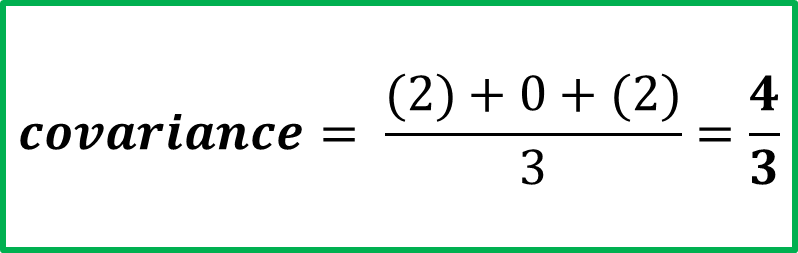 covariance = (2) + 0 + (2) / 3 = 4 / 3